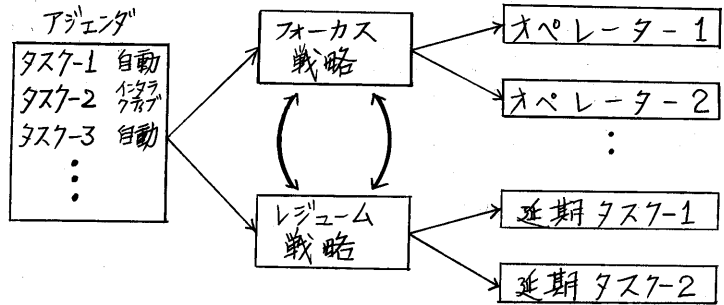 アジェンダ
タスク-1 自動
タスク-2 インタラクティブ
タスク-3 自動
フォーカス
戦略
レジューム
戦略
オペレーター1
オペレーター2
延期タスク-1
延期タスク-2